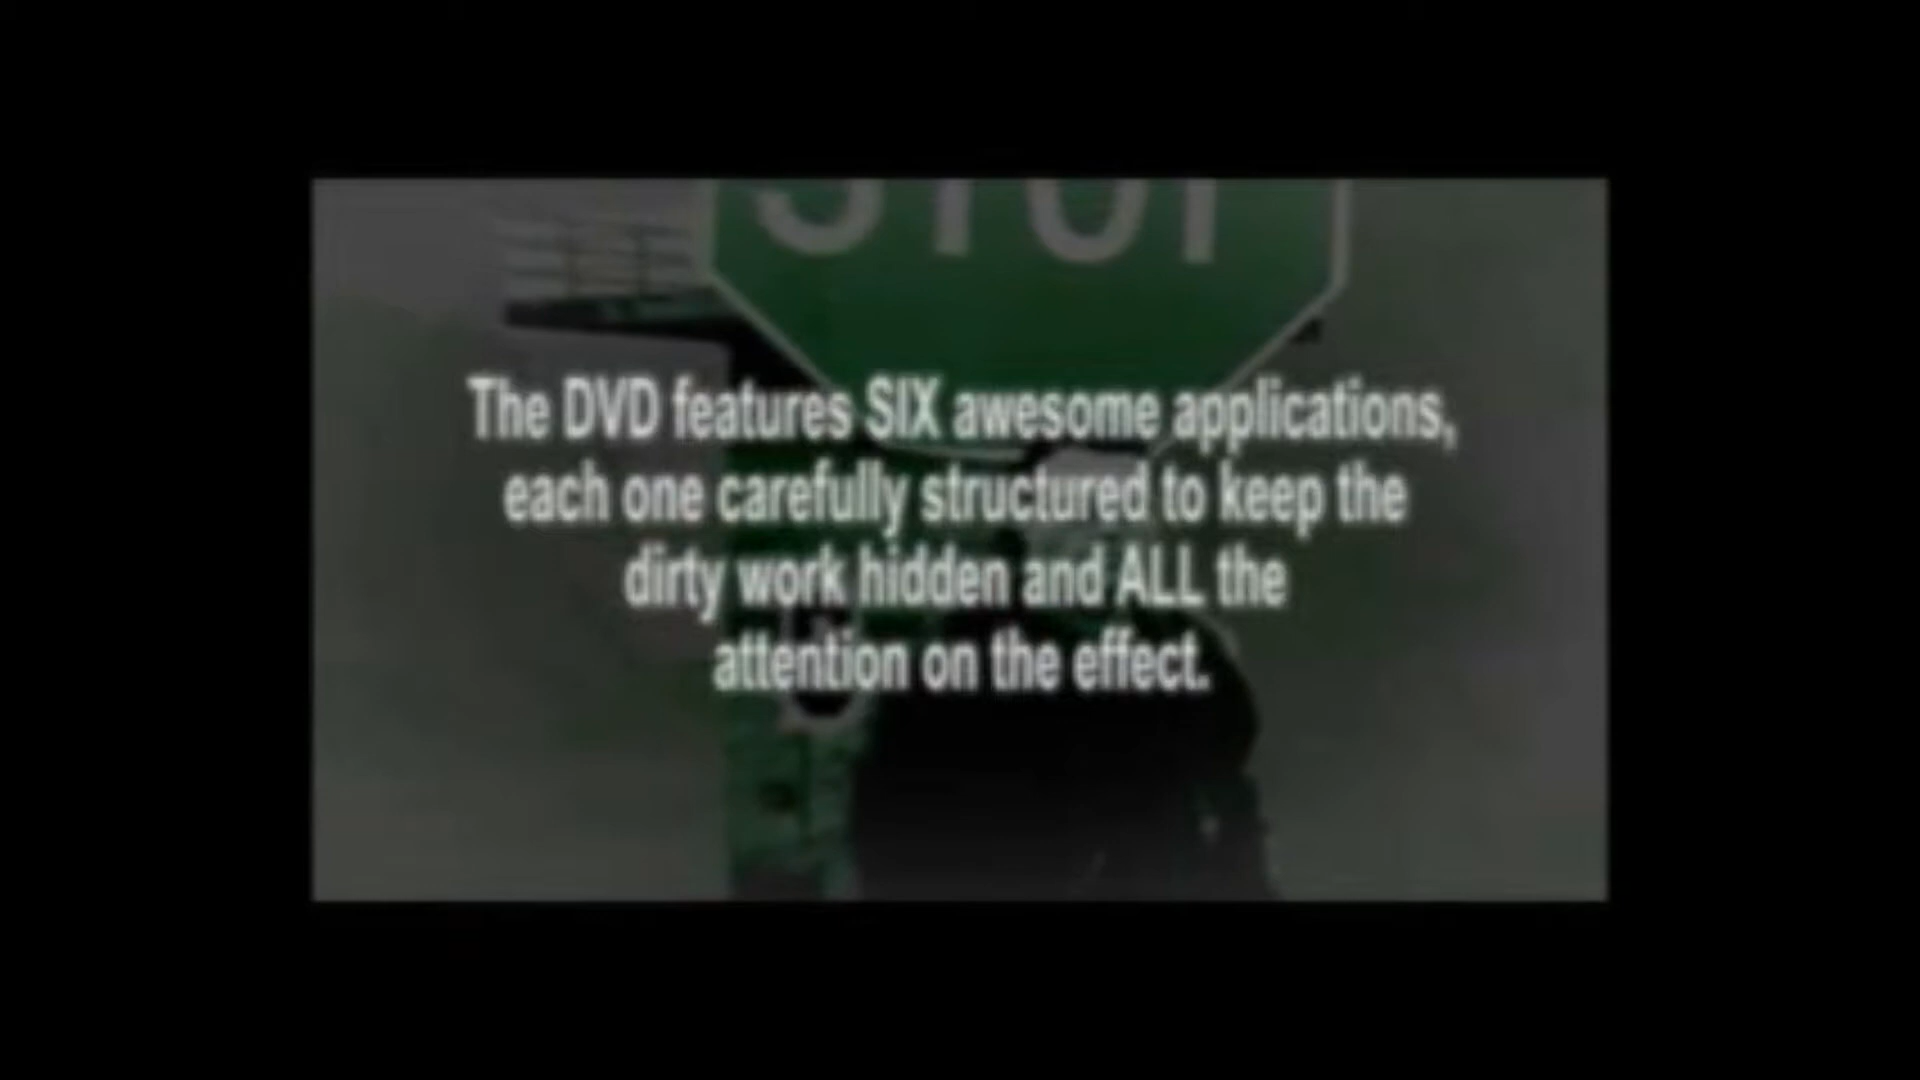 STOP
The DVD features SIX awesome applications,
each one carefully structured to keep the
dirty work hidden and ALL the
attention on the effect.